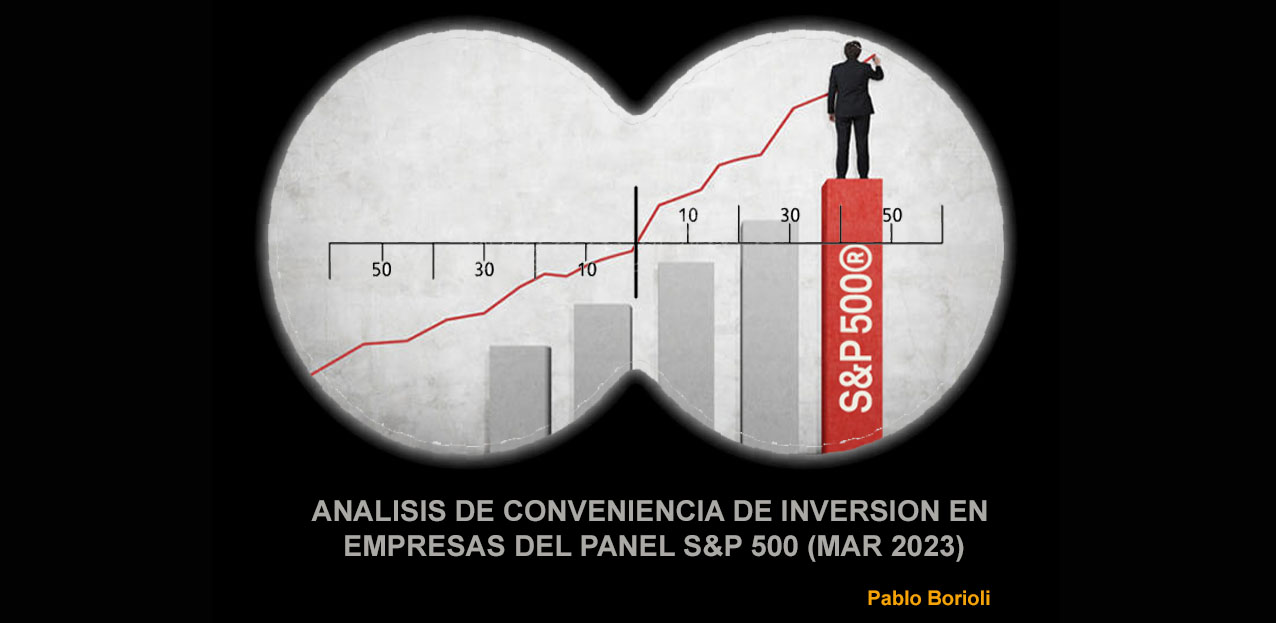 10 30 50
50 30 10
S&P 500®
ANALISIS DE CONVENIENCIA DE INVERSION EN
EMPRESAS DEL PANEL S&P 500 (MAR 2023)
Pablo Borioli